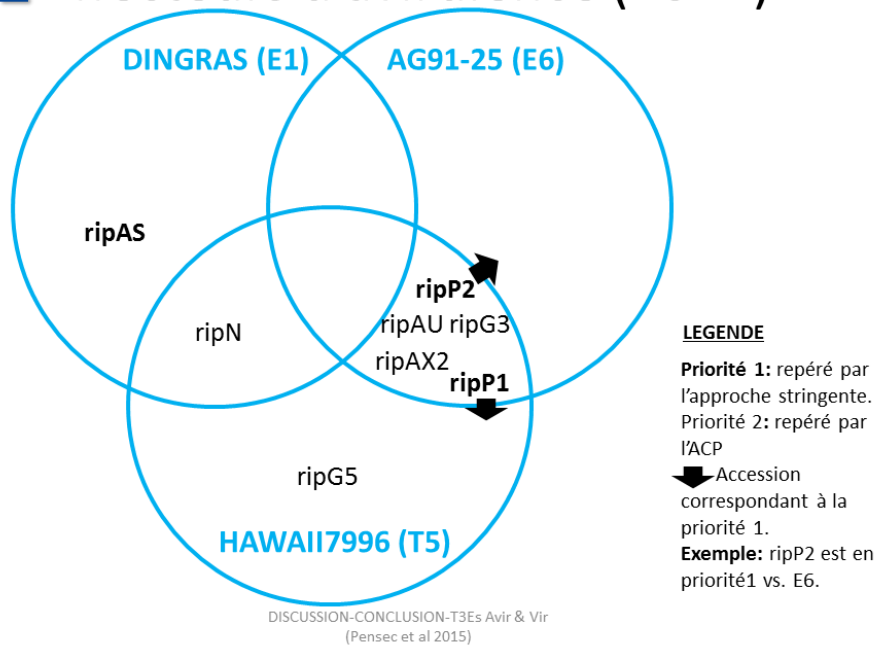 DINGRAS (E1)
AG91-25 (E6)
ripAS
ripP2
ripAU ripG3
ripN
ripAX2
ripP1
ripG5
HAWAII7996 (T5)
LEGENDE
Priorité 1: repéré par
l'approche stringente.
Priorité 2: repéré par
l'ACP
Accession
correspondant à la
priorité 1.
Exemple: ripP2 est en
priorité1 vs. E6.
DISCUSSION-CONCLUSION-T3Es Avir & Vir
(Pensec et al 2015)